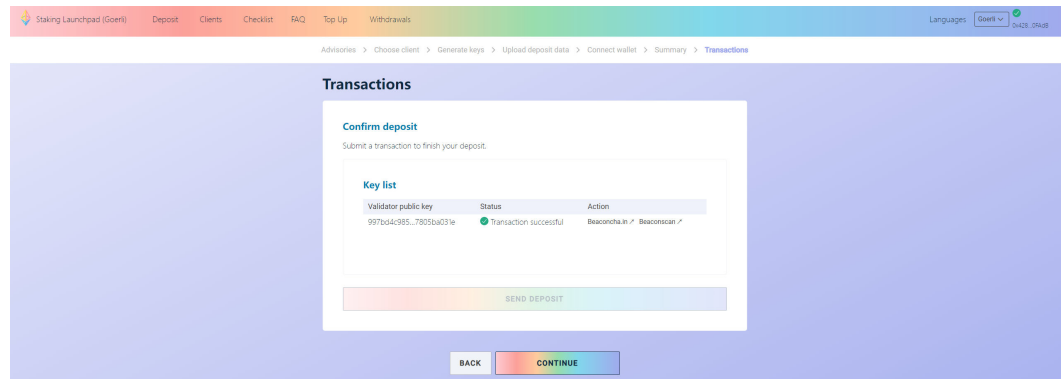 Staking Launchpad (Goerli) Deposit Clients Checklist FAQ Top Up Withdrawals Languages Goerli
0x428...0FAdB
Advisories > Choose client > Generate keys > Upload deposit data > Connect wallet > Summary > Transactions
Transactions
Confirm deposit
Submit a transaction to finish your deposit.
Key list
Validator public key Status Action
997bd4c985...7805ba031e Transaction successful Beaconcha.in ↗ Beaconscan ↗
SEND DEPOSIT
BACK CONTINUE